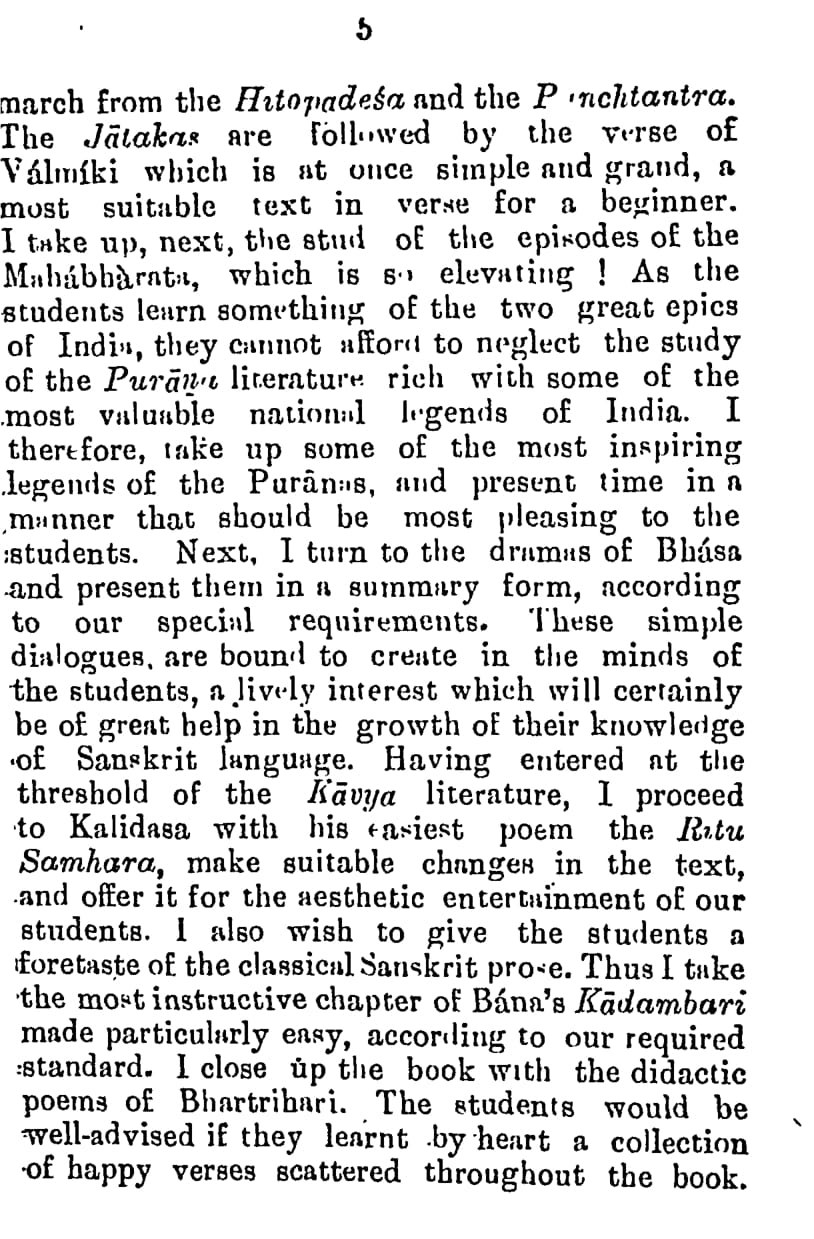 5
march from the Hitopadeśa and the Panchtantra.
The Jātakas are followed by the verse of
Válmíki which is at once simple and grand, a
most suitable text in verse for a beginner.
I take up, next, the stud of the episodes of the
Mahábhàrata, which is so elevating ! As the
students learn something of the two great epics
of India, they cannot afford to neglect the study
of the Purāṇa literature rich with some of the
most valuable national legends of India. I
therefore, take up some of the most inspiring
legends of the Purânas, and present time in a
manner that should be most pleasing to the
students. Next, I turn to the dramas of Bhása
and present them in a summary form, according
to our special requirements. These simple
dialogues, are bound to create in the minds of
the students, a lively interest which will certainly
be of great help in the growth of their knowledge
of Sanskrit language. Having entered at the
threshold of the Kāvya literature, I proceed
to Kalidasa with his easiest poem the Ritu
Samhara, make suitable changes in the text,
and offer it for the aesthetic entertainment of our
students. I also wish to give the students a
foretaste of the classical Sanskrit prose. Thus I take
the most instructive chapter of Bána's Kādambarī
made particularly easy, according to our required
standard. I close up the book with the didactic
poems of Bhartrihari. The students would be
well-advised if they learnt by heart a collection
of happy verses scattered throughout the book.